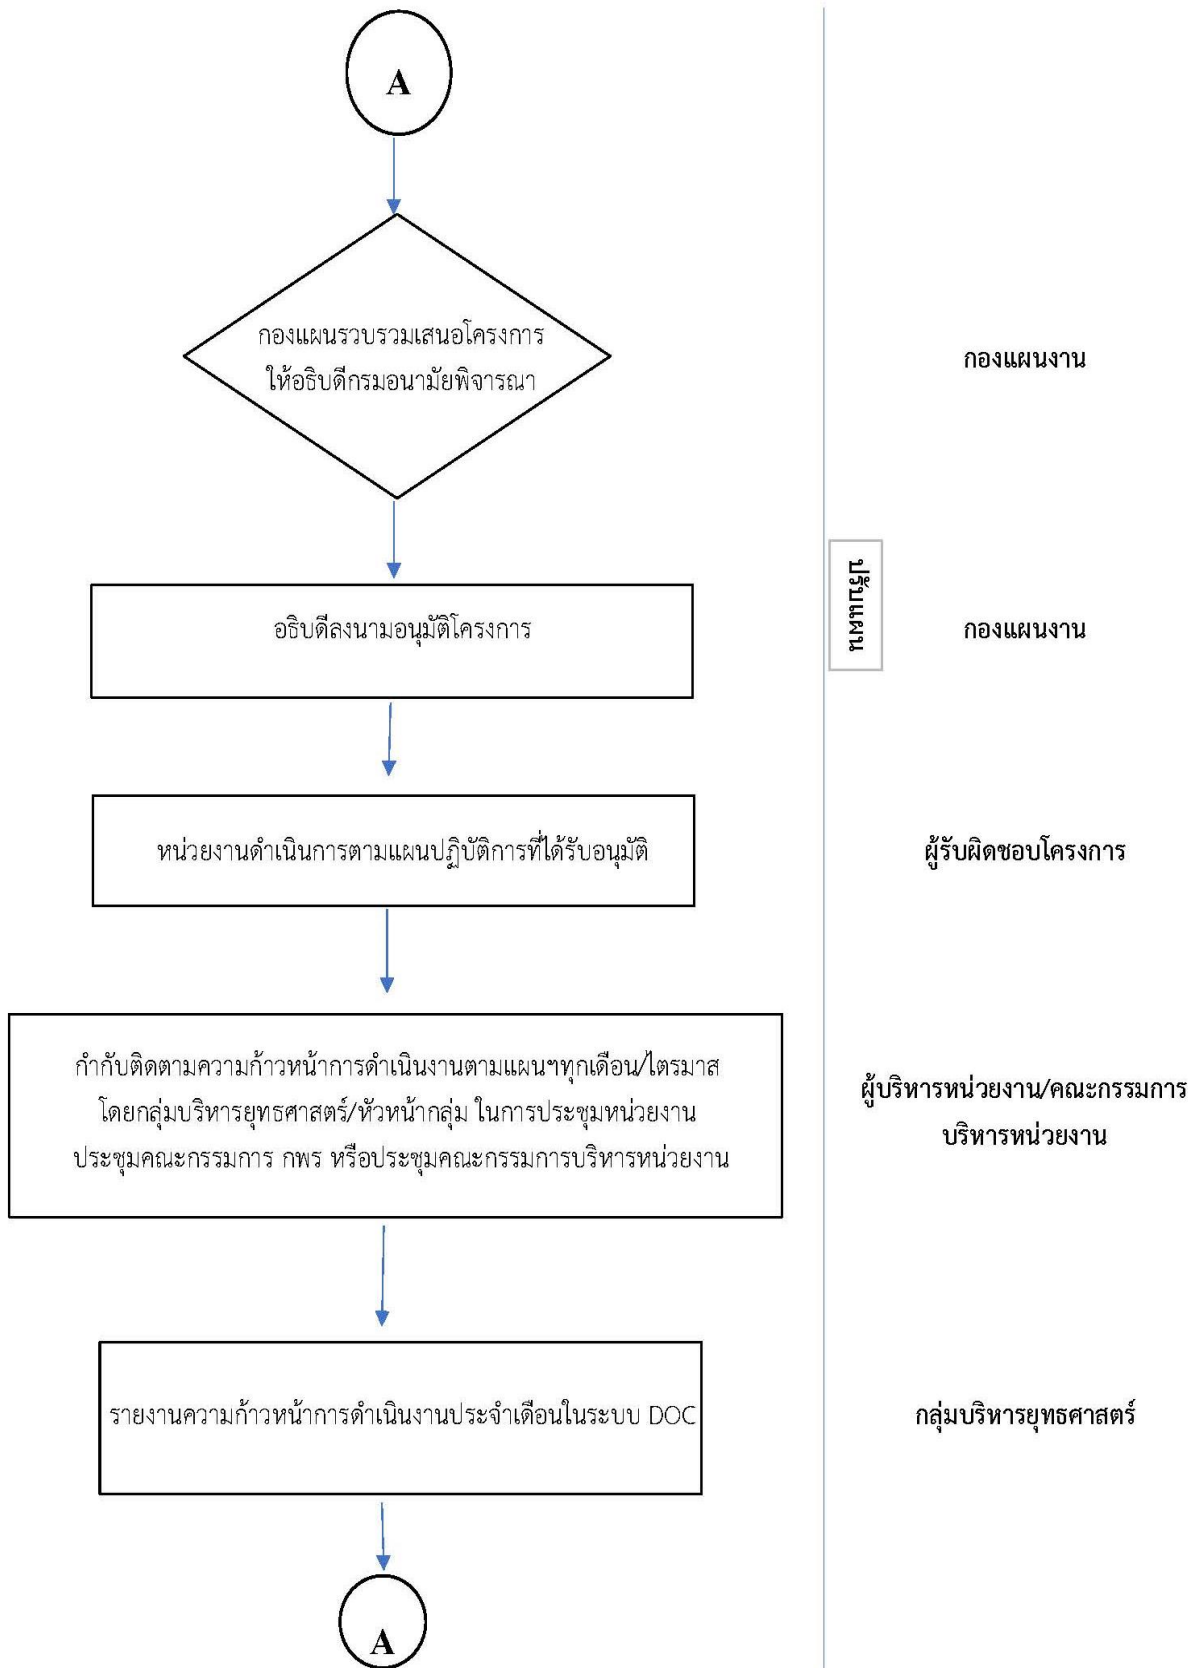 A
กองแผนรวบรวมเสนอโครงการ
ให้อธิบดีกรมอนามัยพิจารณา
กองแผนงาน
อธิบดีลงนามอนุมัติโครงการ
ปรับแผน
กองแผนงาน
หน่วยงานดำเนินการตามแผนปฏิบัติการที่ได้รับอนุมัติ
ผู้รับผิดชอบโครงการ
กำกับติดตามความก้าวหน้าการดำเนินงานตามแผนฯทุกเดือน/ไตรมาส
โดยกลุ่มบริหารยุทธศาสตร์/หัวหน้ากลุ่ม ในการประชุมหน่วยงาน
ประชุมคณะกรรมการ กพร หรือประชุมคณะกรรมการบริหารหน่วยงาน
ผู้บริหารหน่วยงาน/คณะกรรมการ
บริหารหน่วยงาน
รายงานความก้าวหน้าการดำเนินงานประจำเดือนในระบบ DOC
กลุ่มบริหารยุทธศาสตร์
A